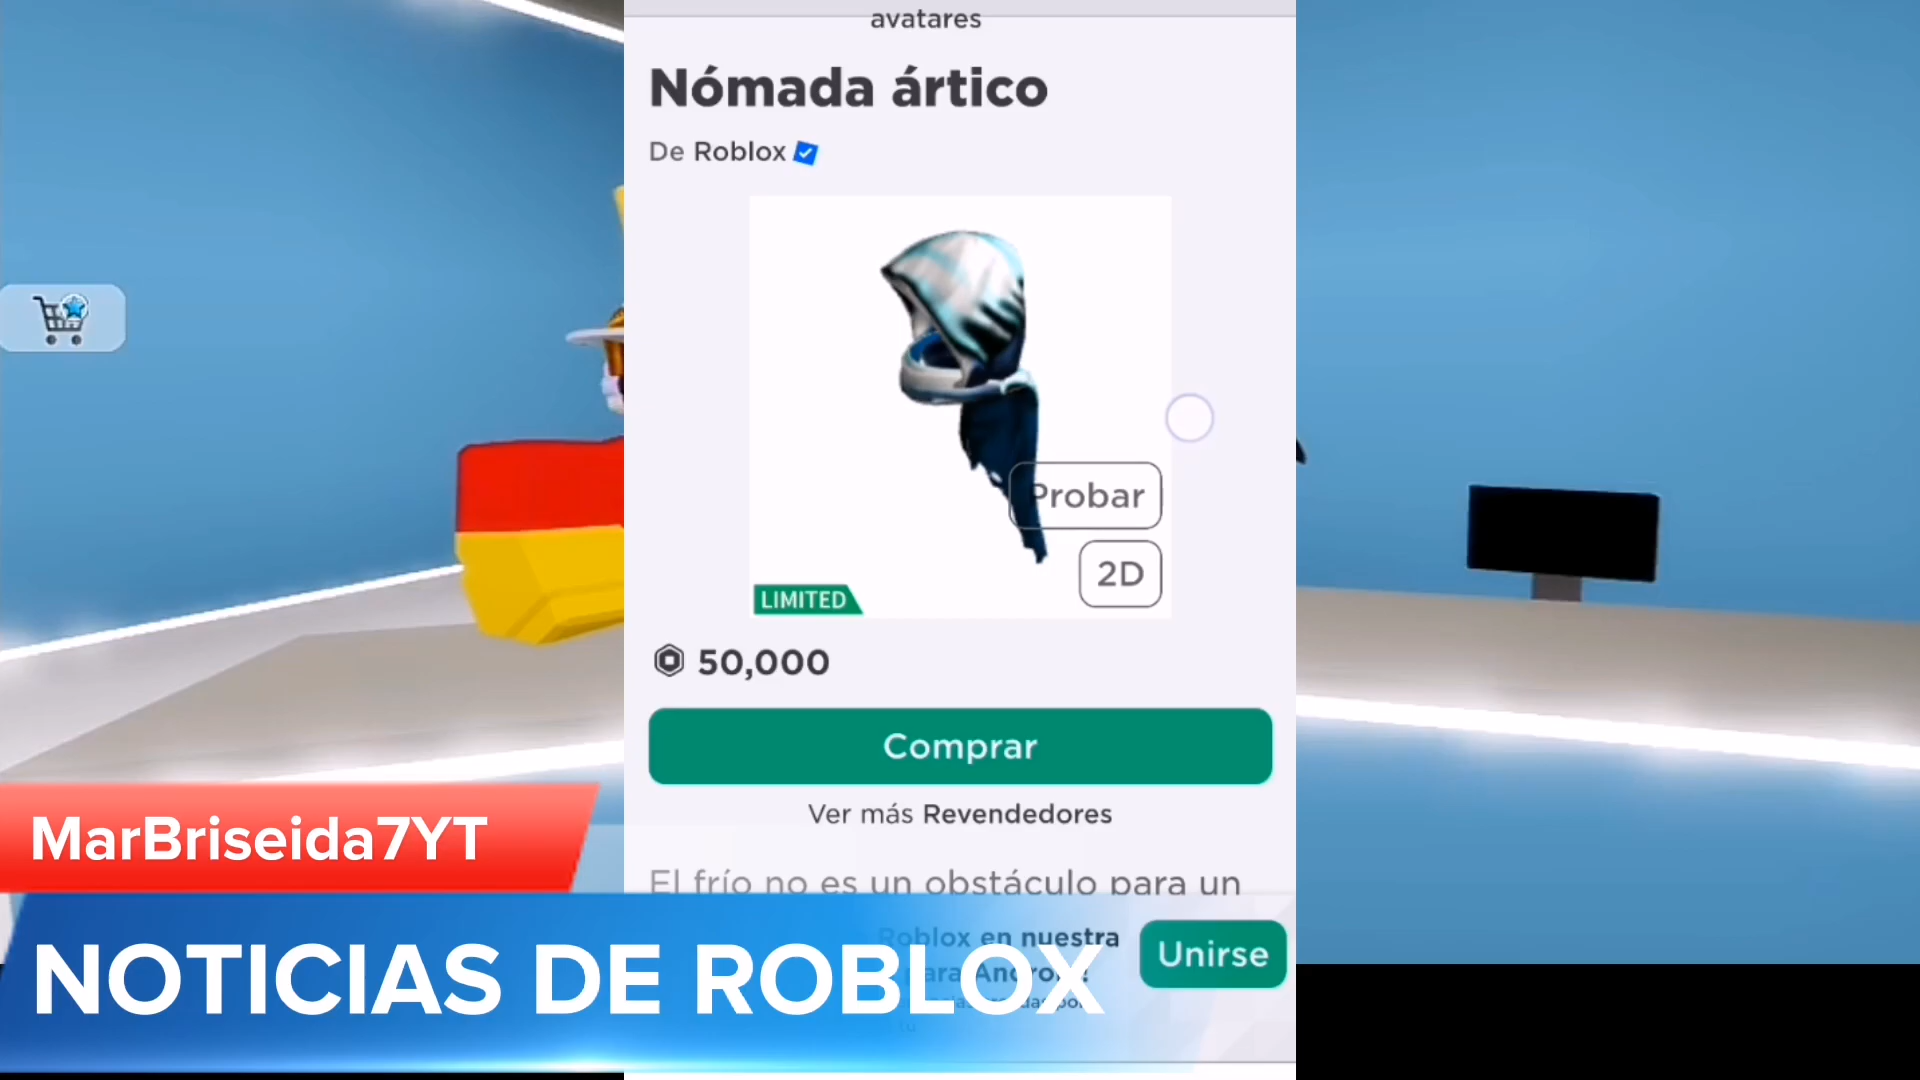 avatares
Nómada ártico
De Roblox
Probar
2D
LIMITED
50,000
Comprar
Ver más Revendedores
El frío no es un obstáculo para un
Roblox en nuestra
Unirse
MarBriseida7YT
NOTICIAS DE ROBLOX